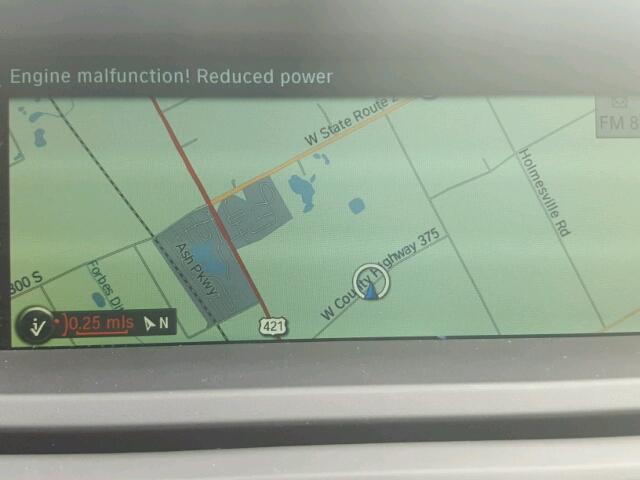 Engine malfunction! Reduced power
W State Route 2
FM 8
Holmesville Rd
W County Highway 375
Ash Pkwy
300 S
Forbes Dr
0.25 mls
N
421